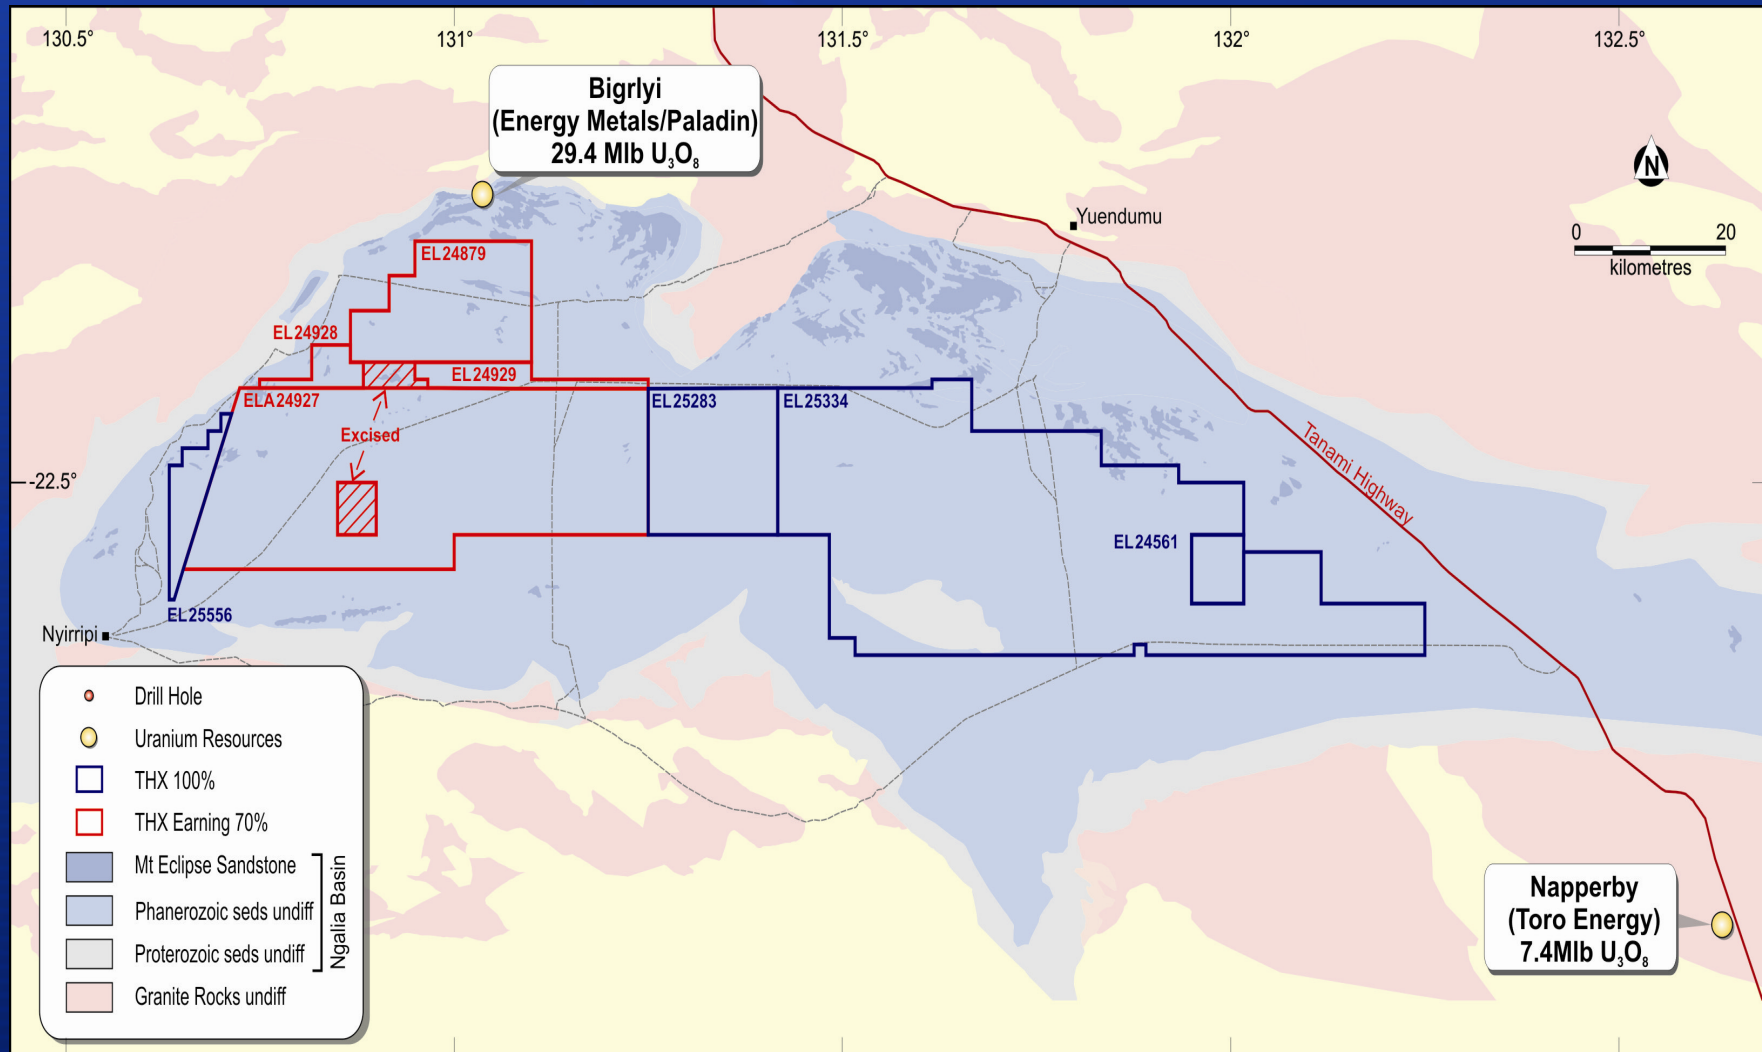 130.5°
131°
131.5°
132°
132.5°
Bigrlyi
(Energy Metals/Paladin)
29.4 Mlb U₃O₈
N
Yuendumu
0 20
kilometres
EL24879
EL24928
EL24929
ELA24927
EL25283
EL25334
Excised
Tanami Highway
-22.5°
EL24561
EL25556
Nyirripi
Drill Hole
Uranium Resources
THX 100%
THX Earning 70%
Mt Eclipse Sandstone
Phanerozoic seds undiff
Proterozoic seds undiff
Ngalia Basin
Granite Rocks undiff
Napperby
(Toro Energy)
7.4Mlb U₃O₈